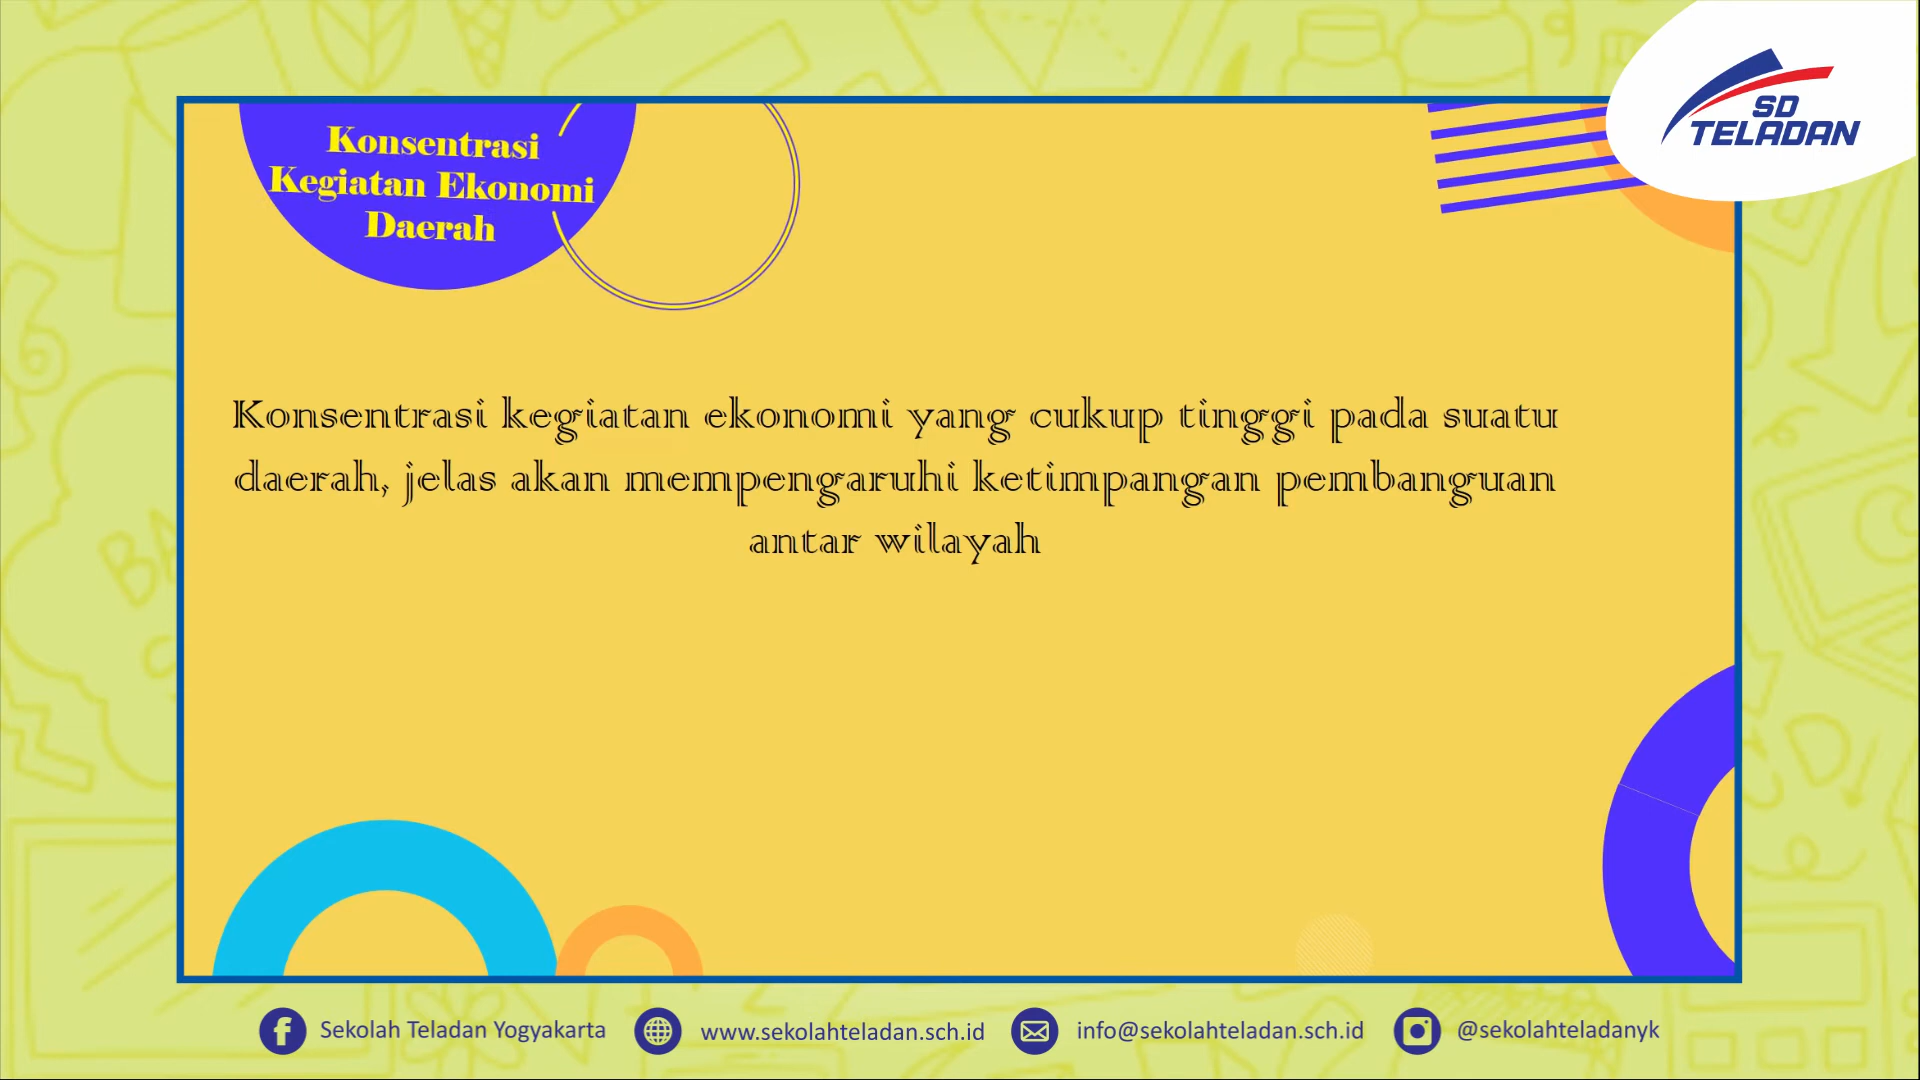 Konsentrasi
Kegiatan Ekonomi
Daerah
SD
TELADAN
Konsentrasi kegiatan ekonomi yang cukup tinggi pada suatu
daerah, jelas akan mempengaruhi ketimpangan pembanguan
antar wilayah
Sekolah Teladan Yogyakarta
www.sekolahteladan.sch.id
info@sekolahteladan.sch.id
@sekolahteladanyk